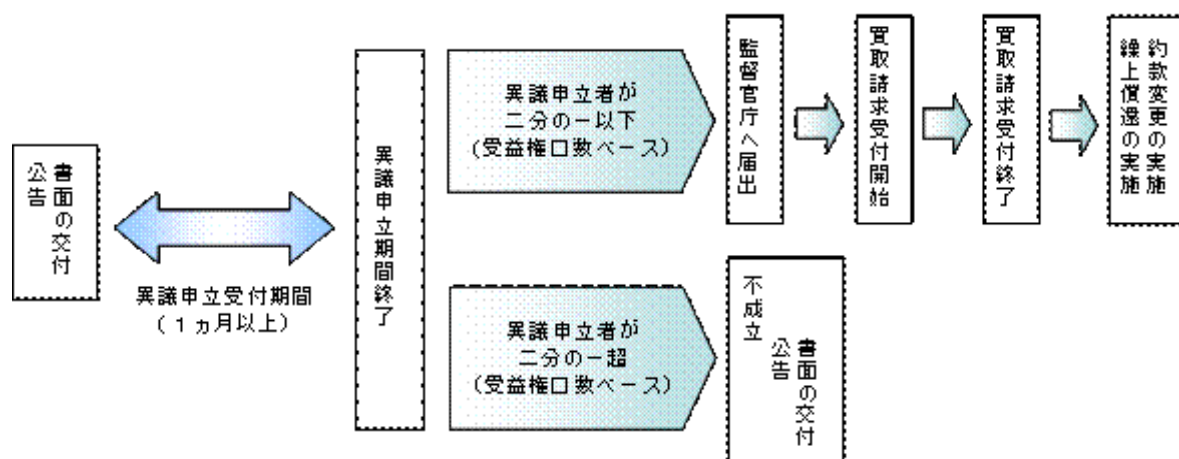 公告
書面の交付
異議申立受付期間
(1ヵ月以上)
異議申立期間終了
異議申立者が
二分の一以下
(受益権口数ベース)
監督官庁へ届出
買取請求受付開始
買取請求受付終了
約款変更の実施
繰上償還の実施
異議申立者が
二分の一超
(受益権口数ベース)
不成立
公告
書面の交付